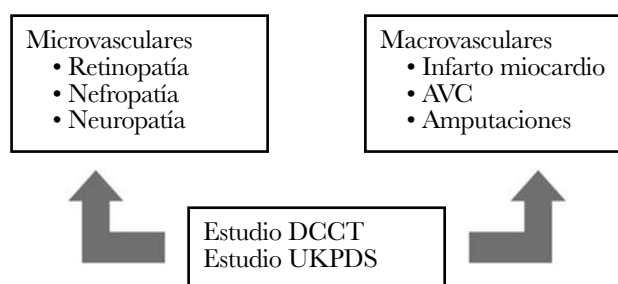 Microvasculares
• Retinopatía
• Nefropatía
• Neuropatía
Macrovasculares
• Infarto miocardio
• AVC
• Amputaciones
Estudio DCCT
Estudio UKPDS